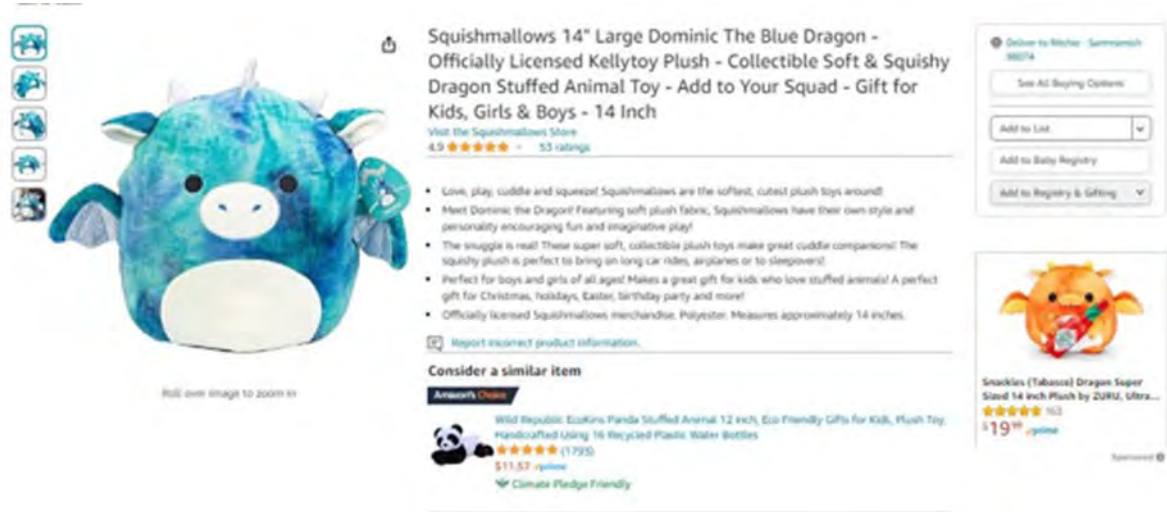 Squishmallows 14" Large Dominic The Blue Dragon -
Officially Licensed Kellytoy Plush - Collectible Soft & Squishy
Dragon Stuffed Animal Toy - Add to Your Squad - Gift for
Kids, Girls & Boys - 14 Inch
Visit the Squishmallows Store
4.9 53 ratings
• Love, play, cuddle and squeeze! Squishmallows are the softest, cutest plush toys around!
• Meet Dominic the Dragon! Featuring soft plush fabric, Squishmallows have their own style and
personality encouraging fun and imaginative play!
• The snuggle is real! These super soft, collectible plush toys make great cuddle companions! The
squishy plush is perfect to bring on long car rides, airplanes or to sleepovers!
• Perfect for boys and girls of all ages! Makes a great gift for kids who love stuffed animals! A perfect
gift for Christmas, holidays, Easter, birthday party and more!
• Officially licensed Squishmallows merchandise. Polyester. Measures approximately 14 inches.
Report incorrect product information.
Roll over image to zoom in
Consider a similar item
Amazon's Choice
Wild Republic EcoKins Panda Stuffed Animal 12 inch, Eco Friendly Gifts for Kids, Plush Toy,
Handcrafted Using 16 Recycled Plastic Water Bottles
(1793)
$11.57 prime
Climate Pledge Friendly
Deliver to Ritchie - Sammamish
98074
See All Buying Options
Add to List
Add to Baby Registry
Add to Registry & Gifting
Snackles (Tabasco) Dragon Super
Sized 14 inch Plush by ZURU, Ultra...
163
$19.99 prime
Sponsored